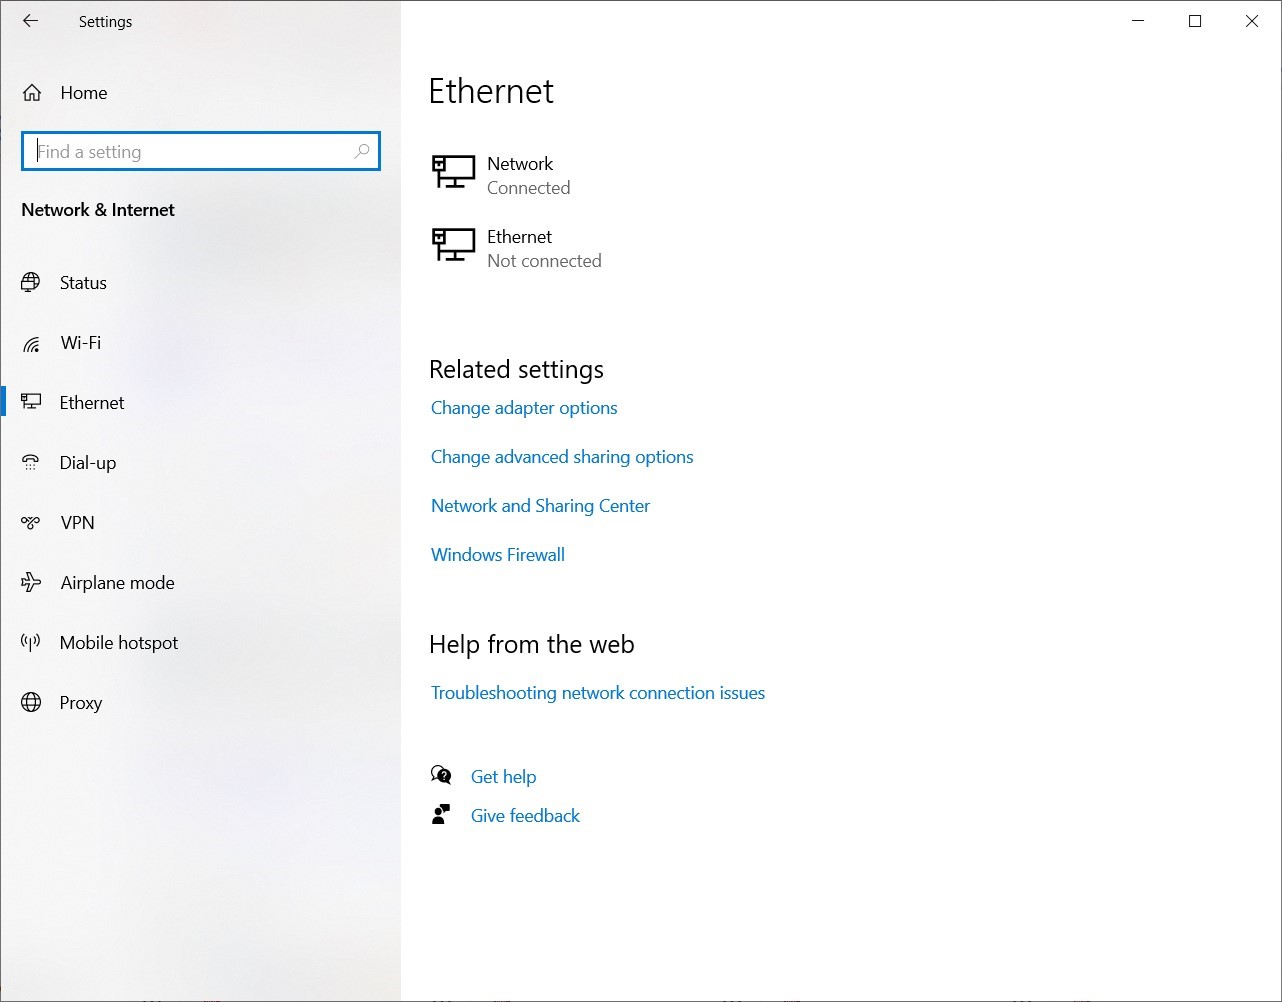 Settings
Home
Find a setting
Network & Internet
Status
Wi-Fi
Ethernet
Dial-up
VPN
Airplane mode
Mobile hotspot
Proxy
Ethernet
Network
Connected
Ethernet
Not connected
Related settings
Change adapter options
Change advanced sharing options
Network and Sharing Center
Windows Firewall
Help from the web
Troubleshooting network connection issues
Get help
Give feedback